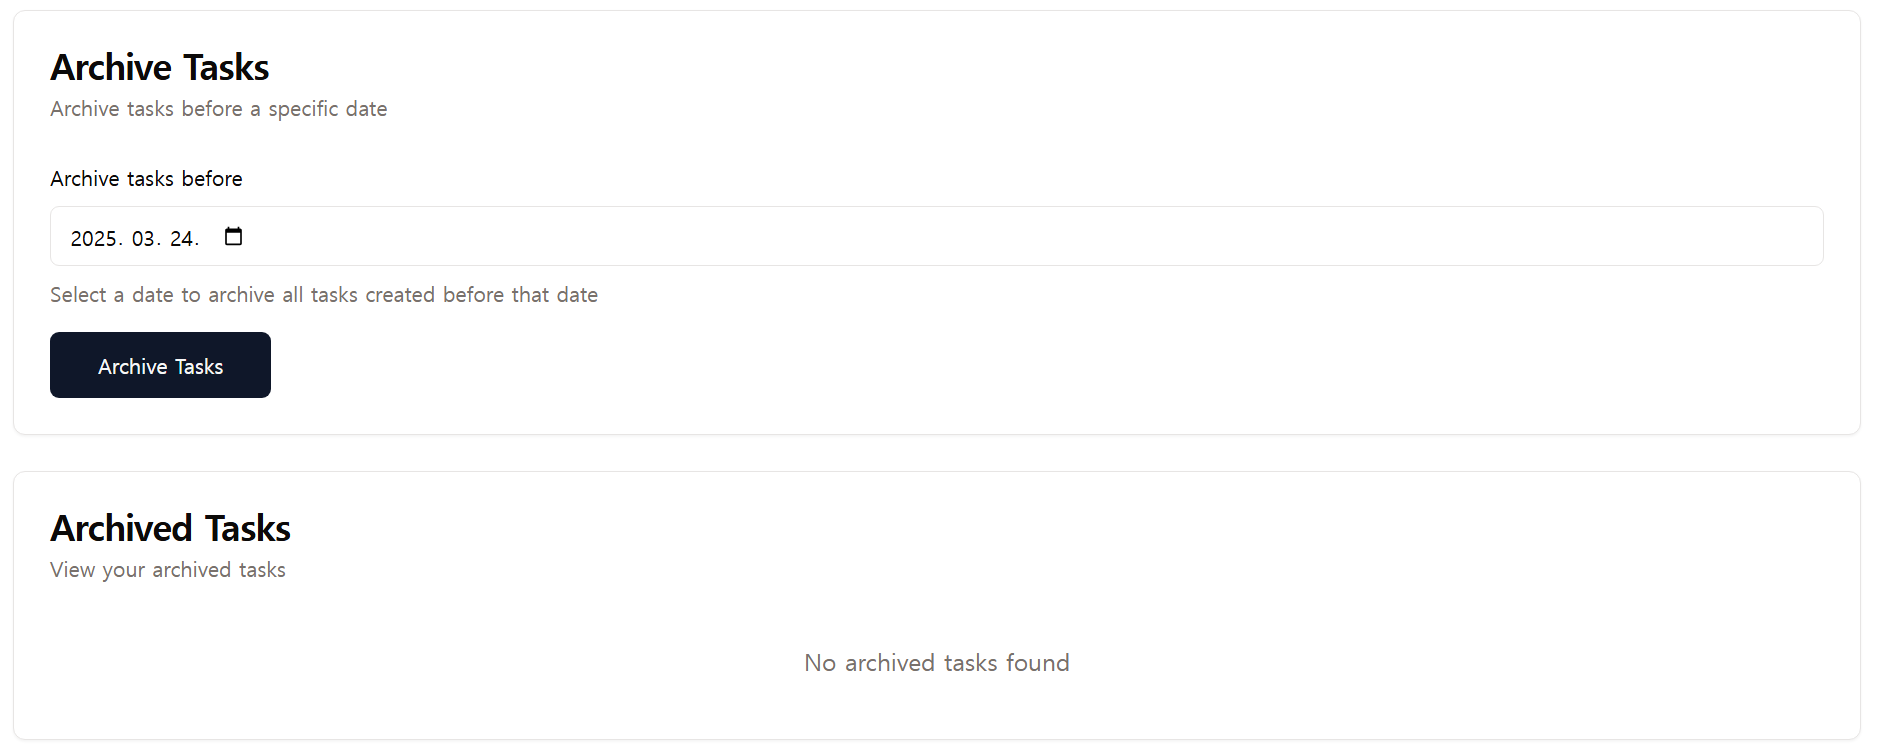 Archive Tasks
Archive tasks before a specific date
Archive tasks before
2025. 03. 24.
Select a date to archive all tasks created before that date
Archive Tasks
Archived Tasks
View your archived tasks
No archived tasks found